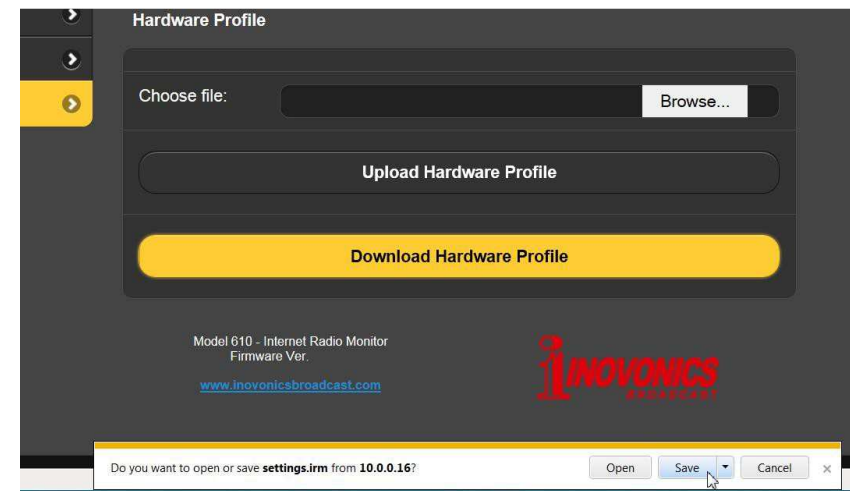 Hardware Profile
Choose file:
Browse...
Upload Hardware Profile
Download Hardware Profile
Model 610 - Internet Radio Monitor
Firmware Ver.
www.inovonicsbroadcast.com
INOVONICS
BROADCAST
Do you want to open or save settings.irm from 10.0.0.16?
Open
Save
Cancel